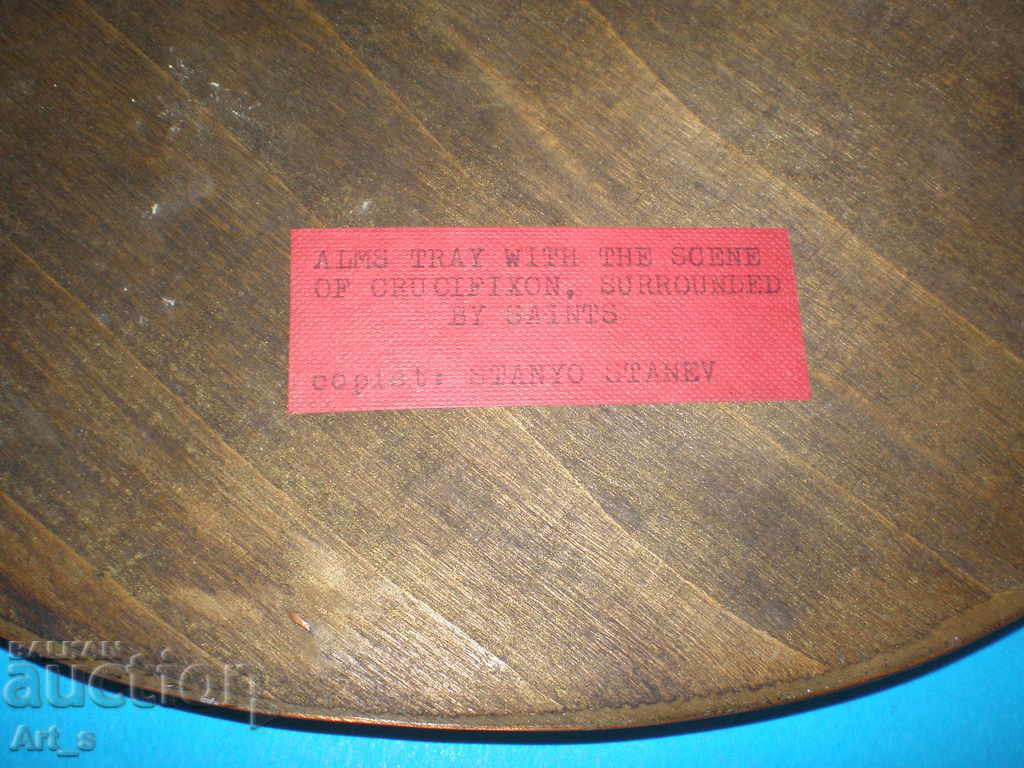 ALMS TRAY WITH THE SCENE
OF CRUCIFIXON, SURROUNDED
BY SAINTS
copist: STANYO STANEV
BALKAN
auction
Art_s